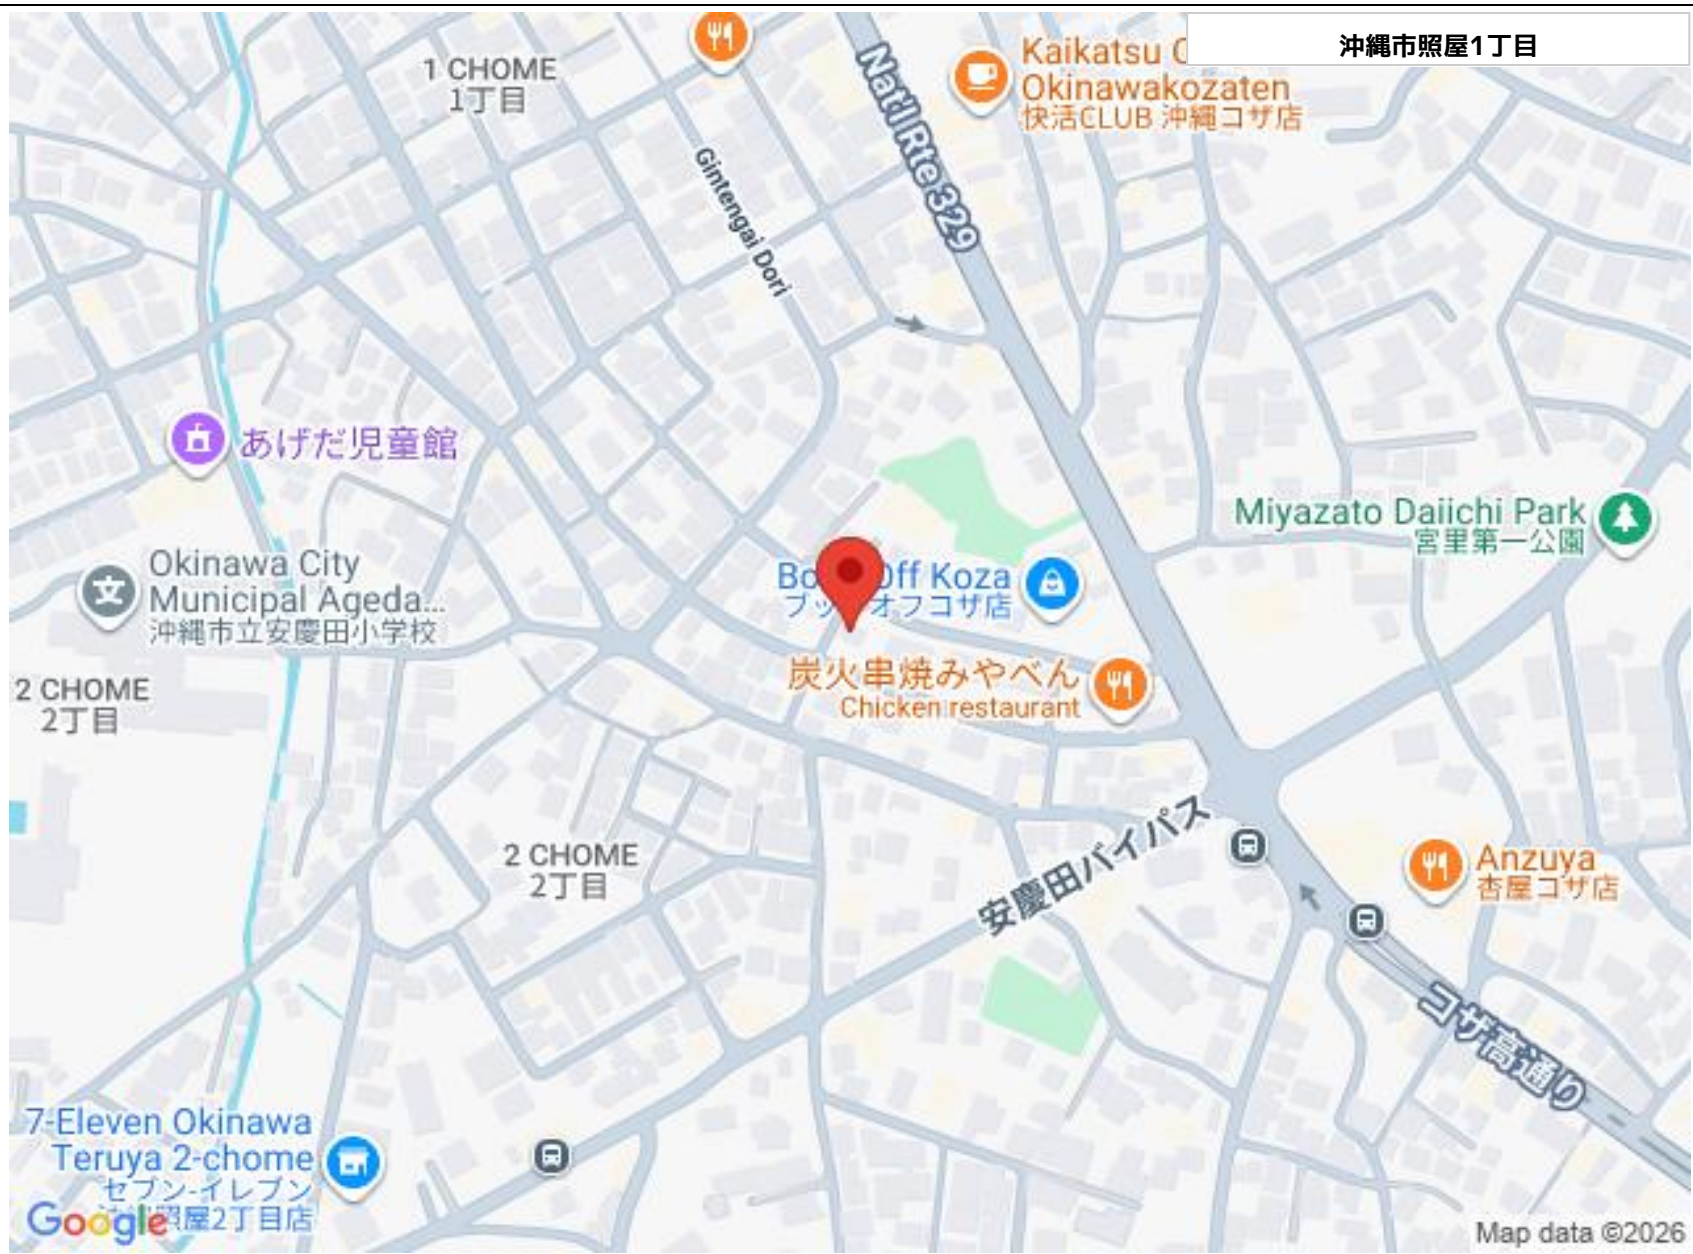 沖縄市照屋1丁目
1 CHOME
1丁目
Kaikatsu C
Okinawakozaten
快活CLUB 沖縄コザ店
Nat'l Rte 329
Gintengai Dori
あげだ児童館
Miyazato Daiichi Park
宮里第一公園
Okinawa City
Municipal Ageda...
沖縄市立安慶田小学校
Off Koza
オフコザ店
炭火串焼みやべん
Chicken restaurant
2 CHOME
2丁目
2 CHOME
2丁目
安慶田バイパス
Anzuya
杏屋コザ店
コザ高通り
7-Eleven Okinawa
Teruya 2-chome
セブン-イレブン
照屋2丁目店
Google
Map data ©2026